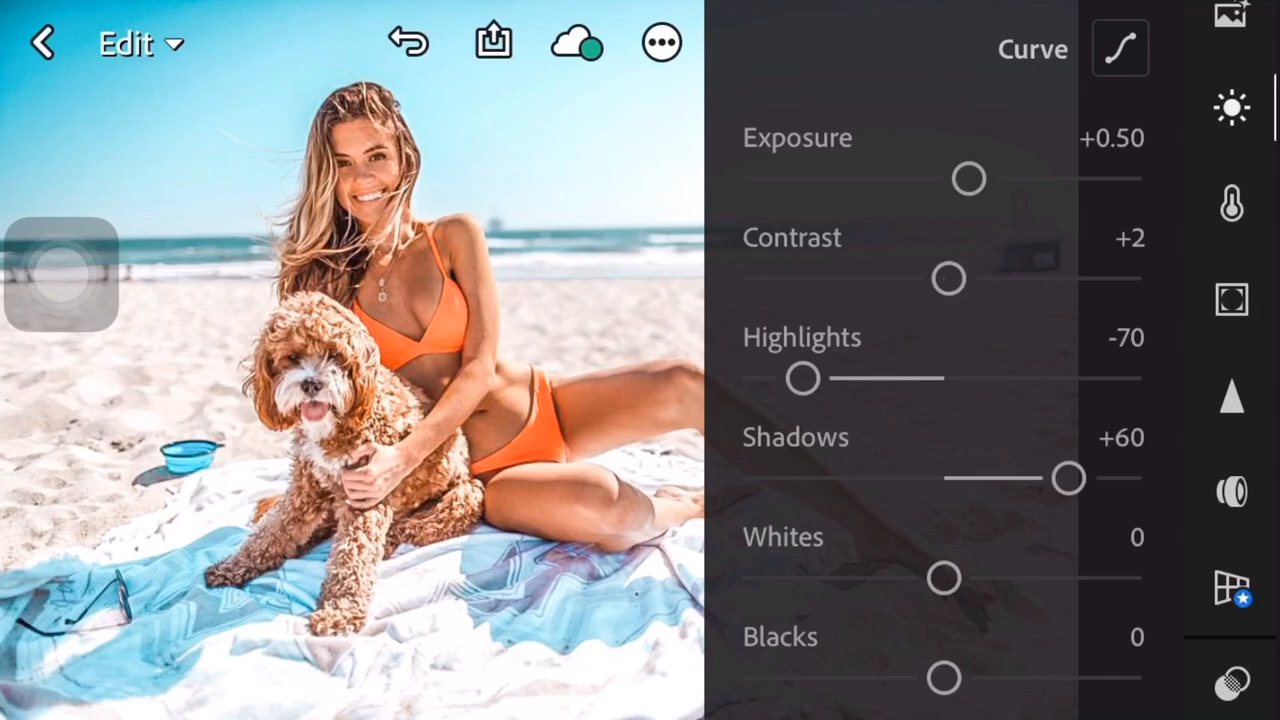 Edit
Curve
Exposure +0.50
Contrast +2
Highlights -70
Shadows +60
Whites 0
Blacks 0